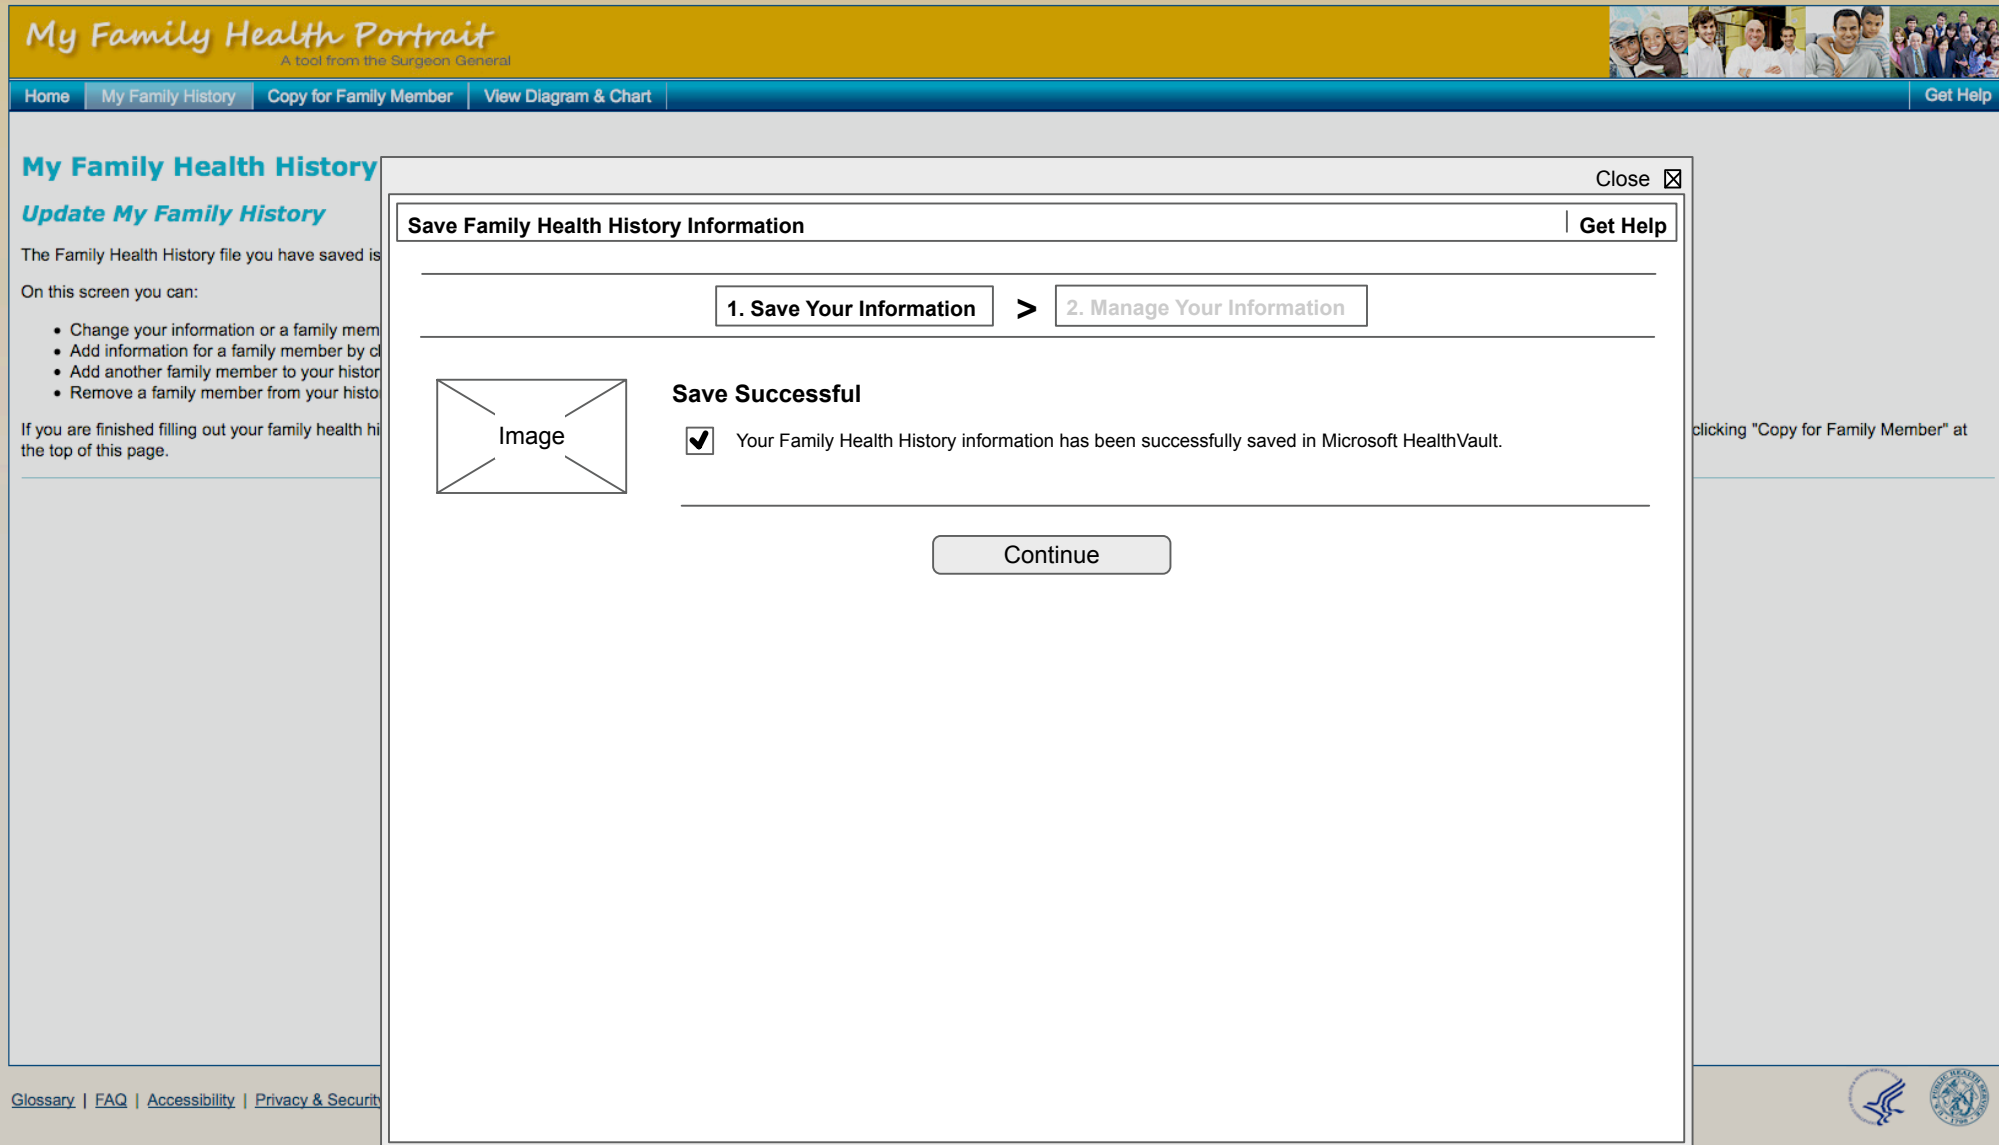 My Family Health Portrait
A tool from the Surgeon General
Home My Family History Copy for Family Member View Diagram & Chart Get Help
My Family Health History
Update My Family History
The Family Health History file you have saved is
On this screen you can:
Change your information or a family mem
Add information for a family member by cl
Add another family member to your histor
Remove a family member from your histo
If you are finished filling out your family health hi
clicking "Copy for Family Member" at
the top of this page.
Close
Save Family Health History Information Get Help
1. Save Your Information > 2. Manage Your Information
Image
Save Successful
Your Family Health History information has been successfully saved in Microsoft HealthVault.
Continue
Glossary | FAQ | Accessibility | Privacy & Security